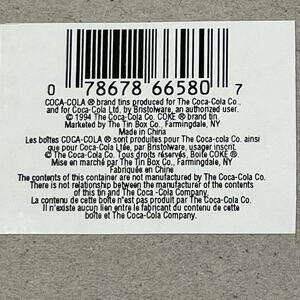 0 78678 66580 7
COCA-COLA ® brand tins produced for The Coca-Cola Co.,
and for Coca-Cola Ltd, by Bristolware, an authorized user.
© 1994 The Coca-Cola Co. COKE ® brand tin.
Marketed by The Tin Box Co., Farmingdale, NY
Made in China
Les boîtes COCA-COLA ® sont produites pour The Coca-Cola Co. ainsi
que pour Coca-Cola Ltée, par Bristolware, usager inscrit.
© The Coca-Cola Co. Tous droits réservés, Boite COKE ®.
Mise en marché par The Tin Box Co., Farmingdale, NY
Fabriquée en Chine
The contents of this container are not manufactured by The Coca-Cola Co.
There is not relationship between the manufacturer of the contents
of this tin and The Coca -Cola Company.
La contenu de cette boîte n'est pas produit par The Coca-Cola Co.
Il n'existe aucun lien entre le fabricant du contenu de cette
boîte et The Coca-Cola Company.